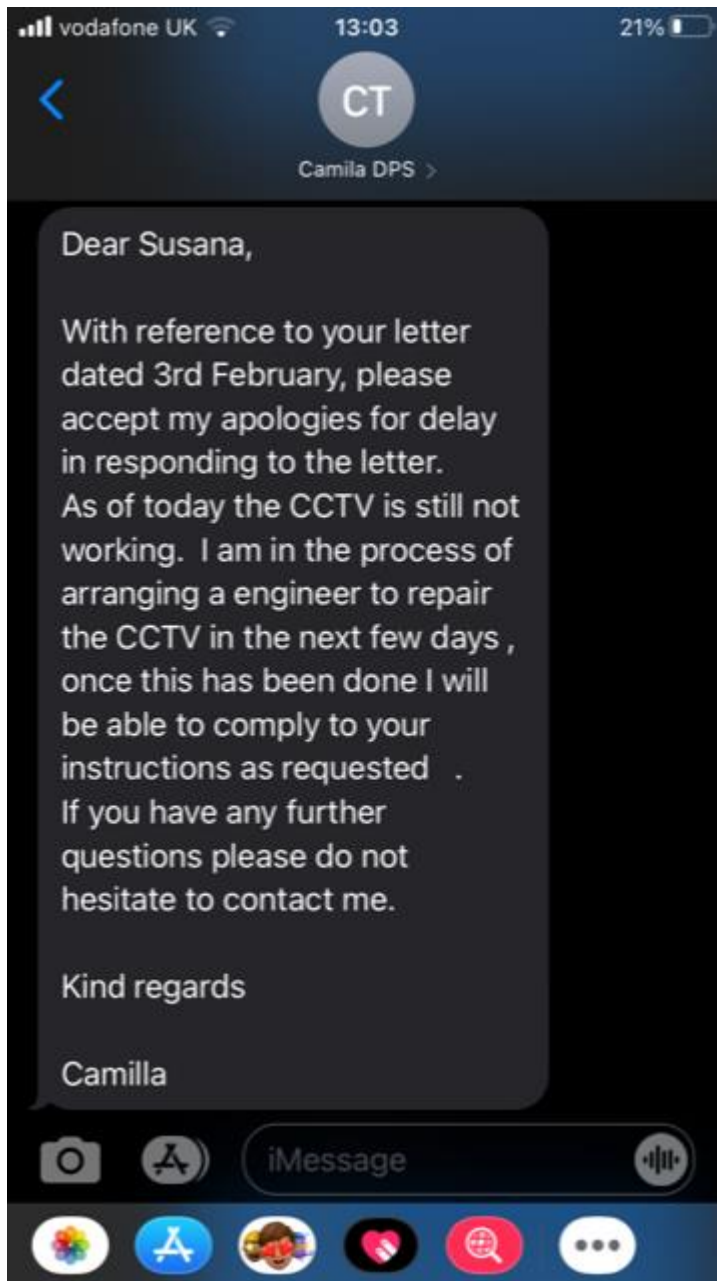 vodafone UK 13:03 21%
CT
Camila DPS >
Dear Susana,
With reference to your letter
dated 3rd February, please
accept my apologies for delay
in responding to the letter.
As of today the CCTV is still not
working.  I am in the process of
arranging a engineer to repair
the CCTV in the next few days ,
once this has been done I will
be able to comply to your
instructions as requested   .
If you have any further
questions please do not
hesitate to contact me.
Kind regards
Camilla
iMessage